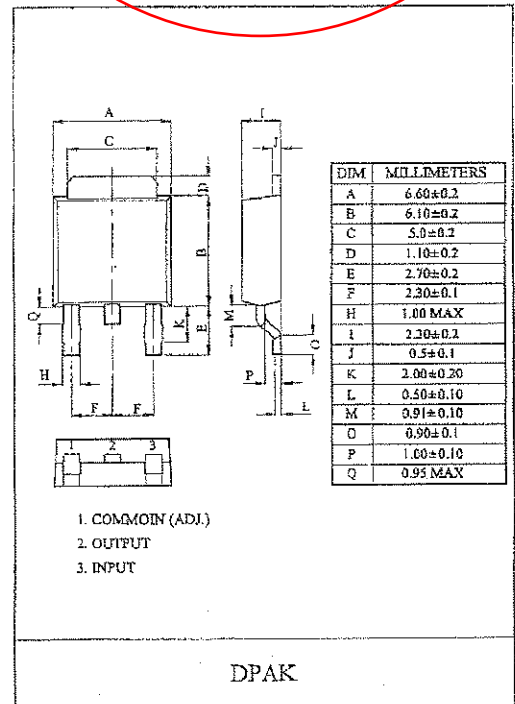 A
C
I
J
D
B
Q
K
E
M
O
H
P
F F
L
1 2 3
DIM MILLIMETERS
A 6.60±0.2
B 6.10±0.2
C 5.0±0.2
D 1.10±0.2
E 2.70±0.2
F 2.30±0.1
H 1.00 MAX
I 2.30±0.2
J 0.5±0.1
K 2.00±0.20
L 0.50±0.10
M 0.91±0.10
O 0.90±0.1
P 1.00±0.10
Q 0.95 MAX
1. COMMOIN (ADJ.)
2. OUTPUT
3. INPUT
DPAK